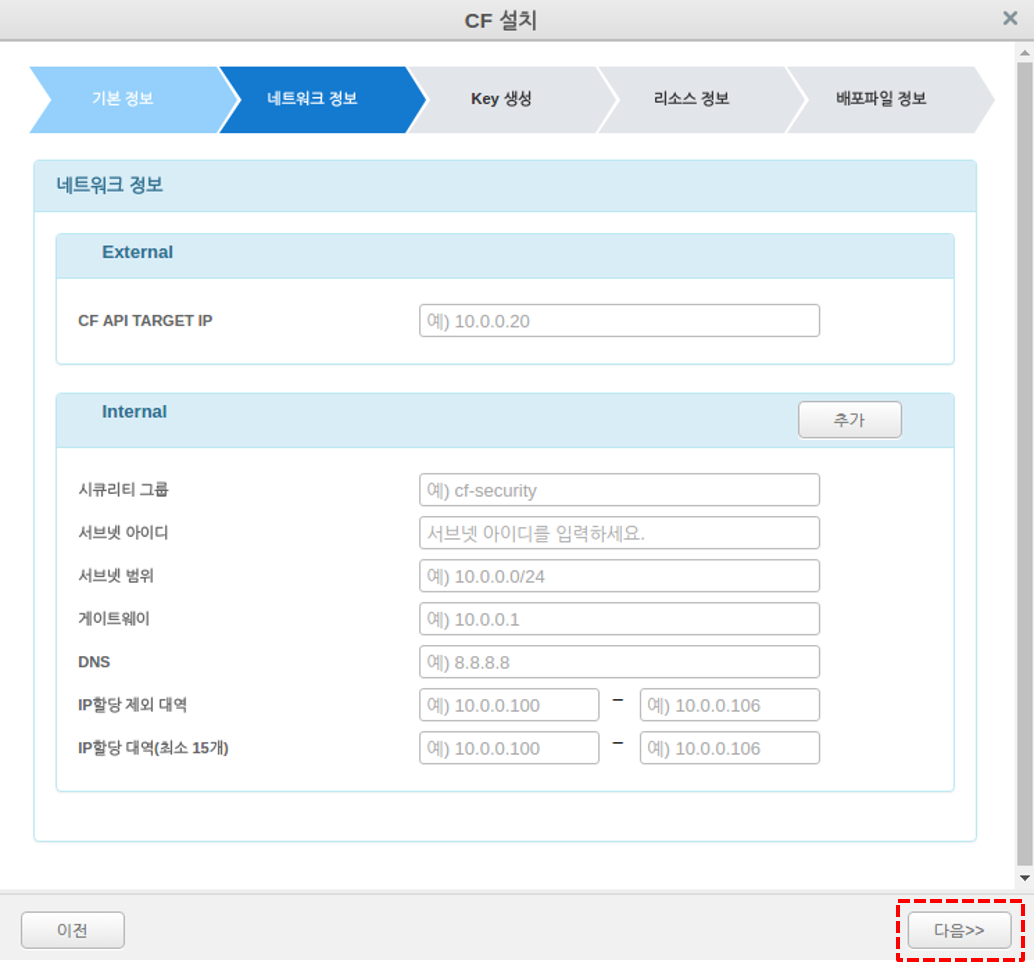 CF 설치
기본 정보
네트워크 정보
Key 생성
리소스 정보
배포파일 정보
네트워크 정보
External
CF API TARGET IP 예) 10.0.0.20
Internal 추가
시큐리티 그룹 예) cf-security
서브넷 아이디 서브넷 아이디를 입력하세요.
서브넷 범위 예) 10.0.0.0/24
게이트웨이 예) 10.0.0.1
DNS 예) 8.8.8.8
IP할당 제외 대역 예) 10.0.0.100 – 예) 10.0.0.106
IP할당 대역(최소 15개) 예) 10.0.0.100 – 예) 10.0.0.106
이전 다음>>